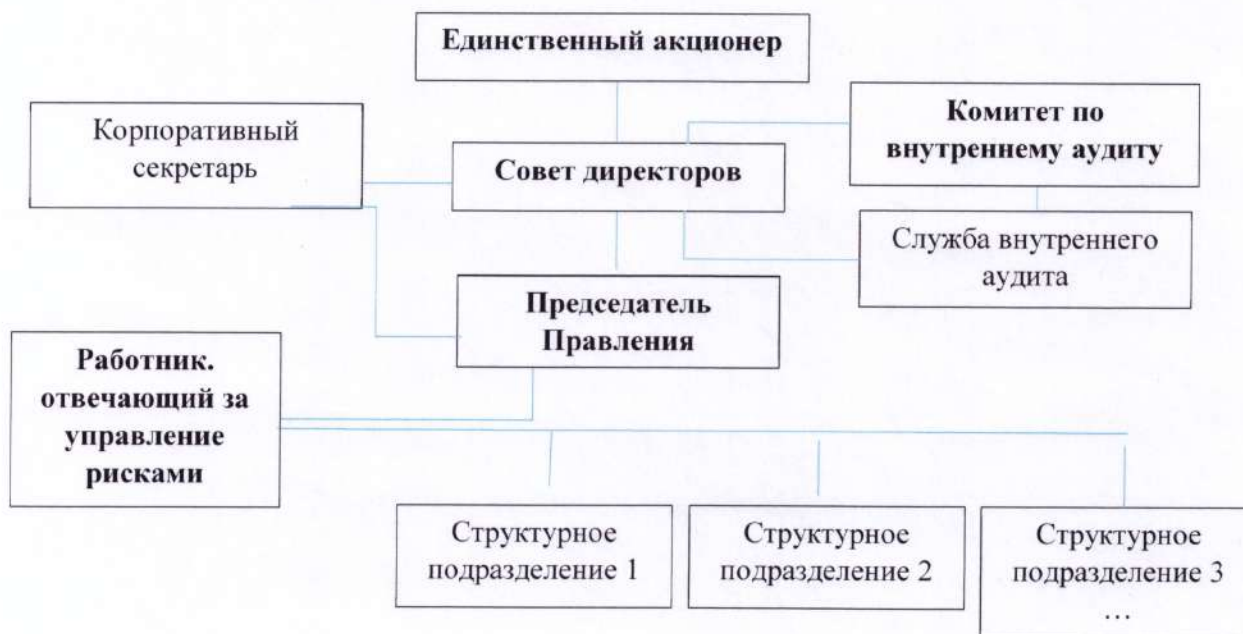 Единственный акционер
Корпоративный
секретарь
Комитет по
внутреннему аудиту
Совет директоров
Служба внутреннего
аудита
Председатель
Правления
Работник.
отвечающий за
управление
рисками
Структурное
подразделение 1
Структурное
подразделение 2
Структурное
подразделение 3
...